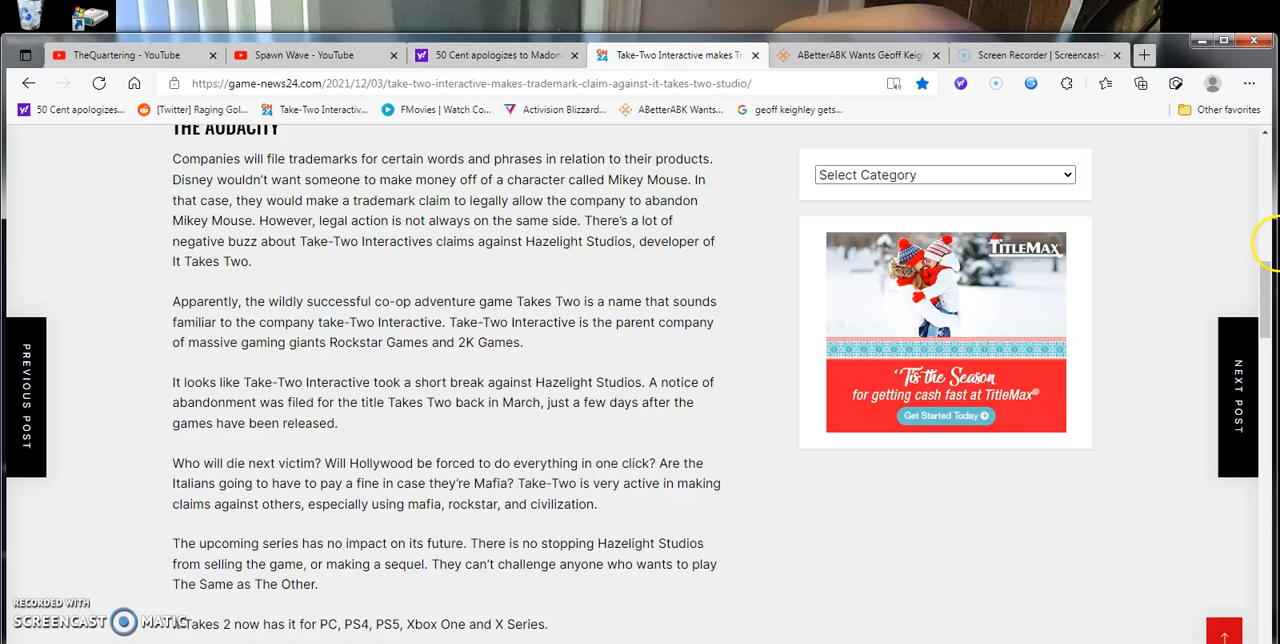 TheQuartering - YouTube
Spawn Wave - YouTube
50 Cent apologizes to Madon
Take-Two Interactive makes Tr
ABetterABK Wants Geoff Keigl
Screen Recorder | Screencast-
https://game-news24.com/2021/12/03/take-two-interactive-makes-trademark-claim-against-it-takes-two-studio/
50 Cent apologizes...
[Twitter] Raging Gol...
Take-Two Interactiv...
FMovies | Watch Co...
Activision Blizzard...
ABetterABK Wants...
geoff keighley gets...
Other favorites
THE AUDACITY
Companies will file trademarks for certain words and phrases in relation to their products.
Disney wouldn't want someone to make money off of a character called Mikey Mouse. In
that case, they would make a trademark claim to legally allow the company to abandon
Mikey Mouse. However, legal action is not always on the same side. There's a lot of
negative buzz about Take-Two Interactives claims against Hazelight Studios, developer of
It Takes Two.
Apparently, the wildly successful co-op adventure game Takes Two is a name that sounds
familiar to the company take-Two Interactive. Take-Two Interactive is the parent company
of massive gaming giants Rockstar Games and 2K Games.
It looks like Take-Two Interactive took a short break against Hazelight Studios. A notice of
abandonment was filed for the title Takes Two back in March, just a few days after the
games have been released.
Who will die next victim? Will Hollywood be forced to do everything in one click? Are the
Italians going to have to pay a fine in case they're Mafia? Take-Two is very active in making
claims against others, especially using mafia, rockstar, and civilization.
The upcoming series has no impact on its future. There is no stopping Hazelight Studios
from selling the game, or making a sequel. They can't challenge anyone who wants to play
The Same as The Other.
Takes 2 now has it for PC, PS4, PS5, Xbox One and X Series.
Select Category
TITLEMAX
'Tis the Season
for getting cash fast at TitleMax®
Get Started Today
PREVIOUS POST
NEXT POST
RECORDED WITH
SCREENCAST MATIC